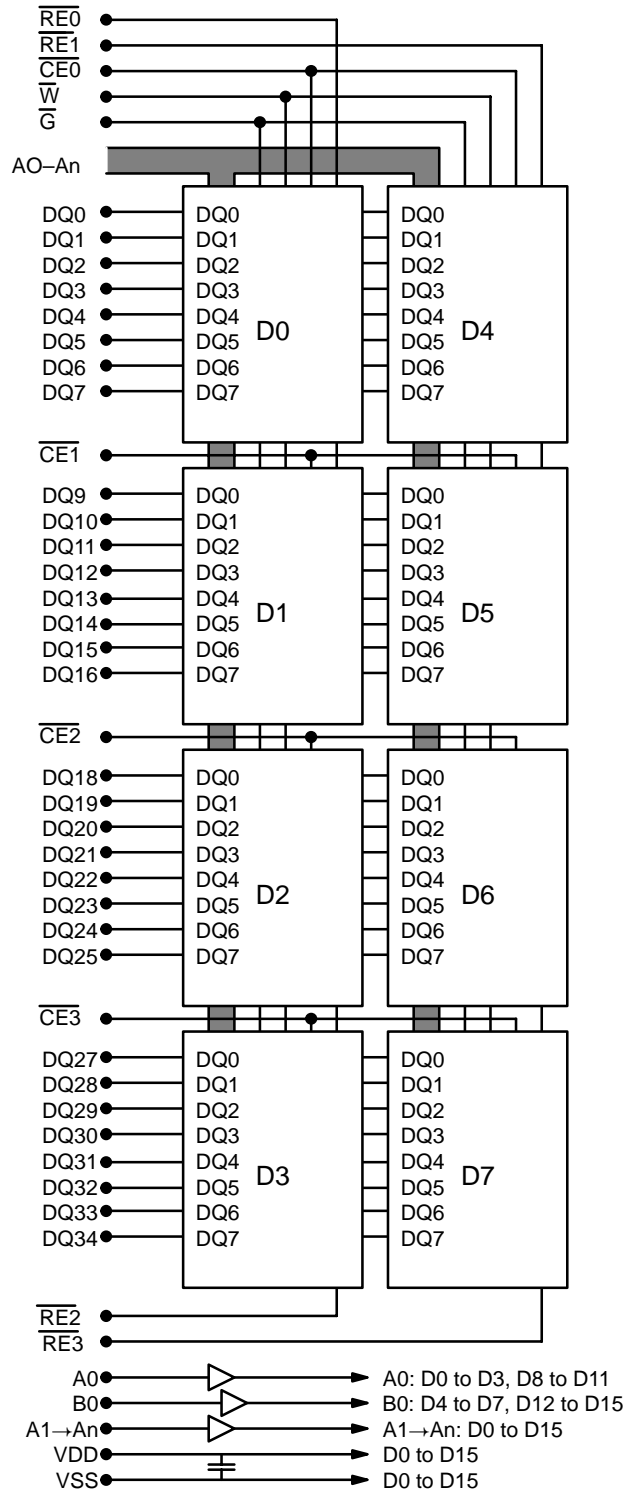 RE0
RE1
CE0
W
G
AO–An
DQ0 DQ0 DQ0
DQ1 DQ1 DQ1
DQ2 DQ2 DQ2
DQ3 DQ3 DQ3
DQ4 DQ4 DQ4
DQ5 DQ5 DQ5
DQ6 DQ6 DQ6
DQ7 DQ7 DQ7
D0 D4
CE1
DQ9 DQ0 DQ0
DQ10 DQ1 DQ1
DQ11 DQ2 DQ2
DQ12 DQ3 DQ3
DQ13 DQ4 DQ4
DQ14 DQ5 DQ5
DQ15 DQ6 DQ6
DQ16 DQ7 DQ7
D1 D5
CE2
DQ18 DQ0 DQ0
DQ19 DQ1 DQ1
DQ20 DQ2 DQ2
DQ21 DQ3 DQ3
DQ22 DQ4 DQ4
DQ23 DQ5 DQ5
DQ24 DQ6 DQ6
DQ25 DQ7 DQ7
D2 D6
CE3
DQ27 DQ0 DQ0
DQ28 DQ1 DQ1
DQ29 DQ2 DQ2
DQ30 DQ3 DQ3
DQ31 DQ4 DQ4
DQ32 DQ5 DQ5
DQ33 DQ6 DQ6
DQ34 DQ7 DQ7
D3 D7
RE2
RE3
A0 A0: D0 to D3, D8 to D11
B0 B0: D4 to D7, D12 to D15
A1→An A1→An: D0 to D15
VDD D0 to D15
VSS D0 to D15